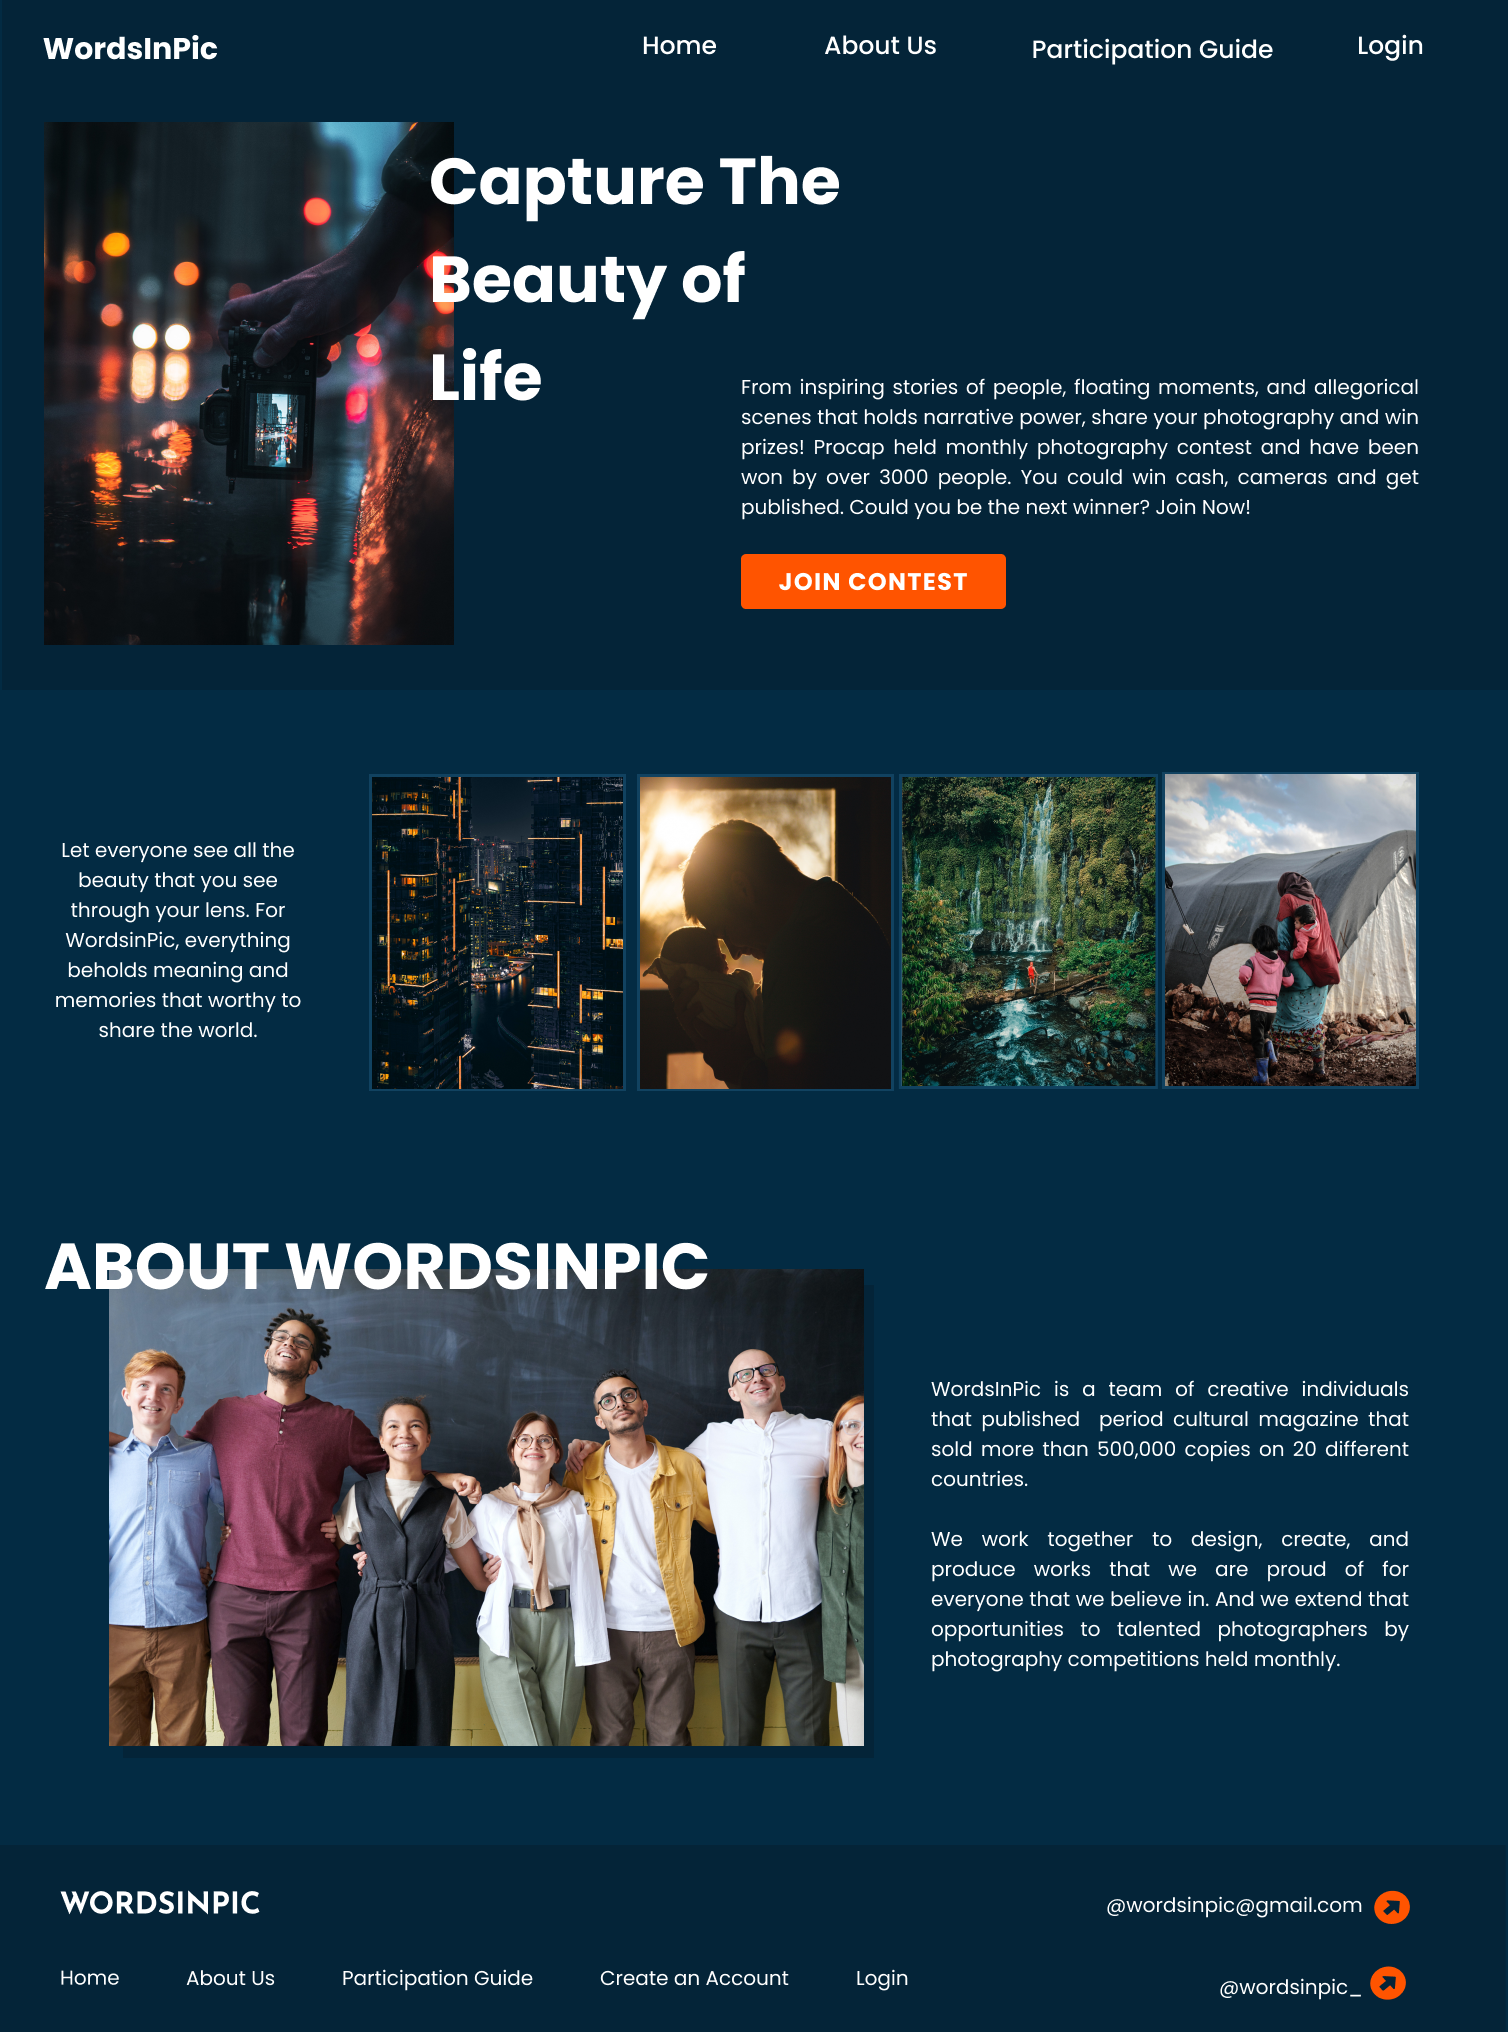 WordsInPic
Home
About Us
Participation Guide
Login
Capture The
Beauty of
Life
From inspiring stories of people, floating moments, and allegorical
scenes that holds narrative power, share your photography and win
prizes! Procap held monthly photography contest and have been
won by over 3000 people. You could win cash, cameras and get
published. Could you be the next winner? Join Now!
JOIN CONTEST
Let everyone see all the
beauty that you see
through your lens. For
WordsinPic, everything
beholds meaning and
memories that worthy to
share the world.
ABOUT WORDSINPIC
WordsInPic is a team of creative individuals
that published period cultural magazine that
sold more than 500,000 copies on 20 different
countries.
We work together to design, create, and
produce works that we are proud of for
everyone that we believe in. And we extend that
opportunities to talented photographers by
photography competitions held monthly.
WORDSINPIC
@wordsinpic@gmail.com
Home
About Us
Participation Guide
Create an Account
Login
@wordsinpic_